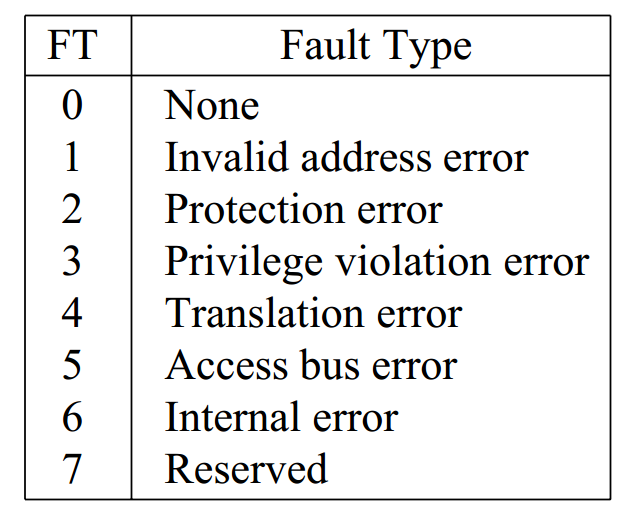 FT Fault Type
0 None
1 Invalid address error
2 Protection error
3 Privilege violation error
4 Translation error
5 Access bus error
6 Internal error
7 Reserved